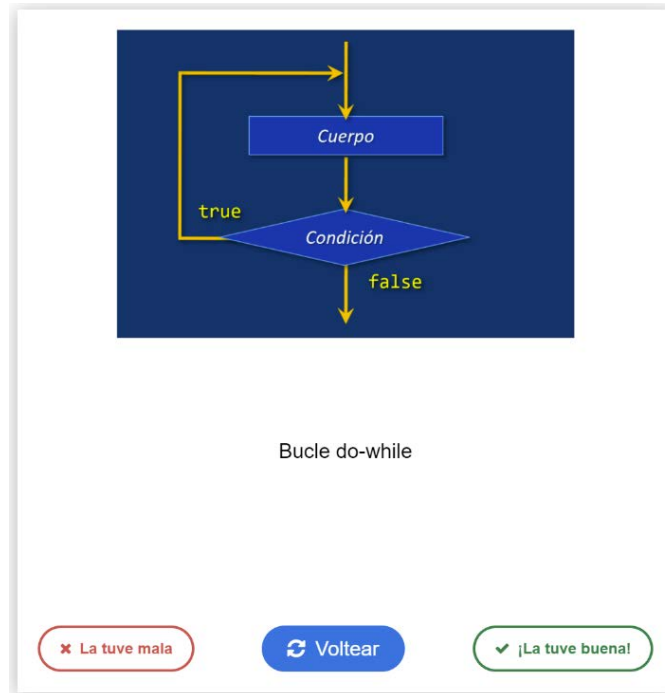 Cuerpo
true
Condición
false
Bucle do-while
La tuve mala
Voltear
¡La tuve buena!